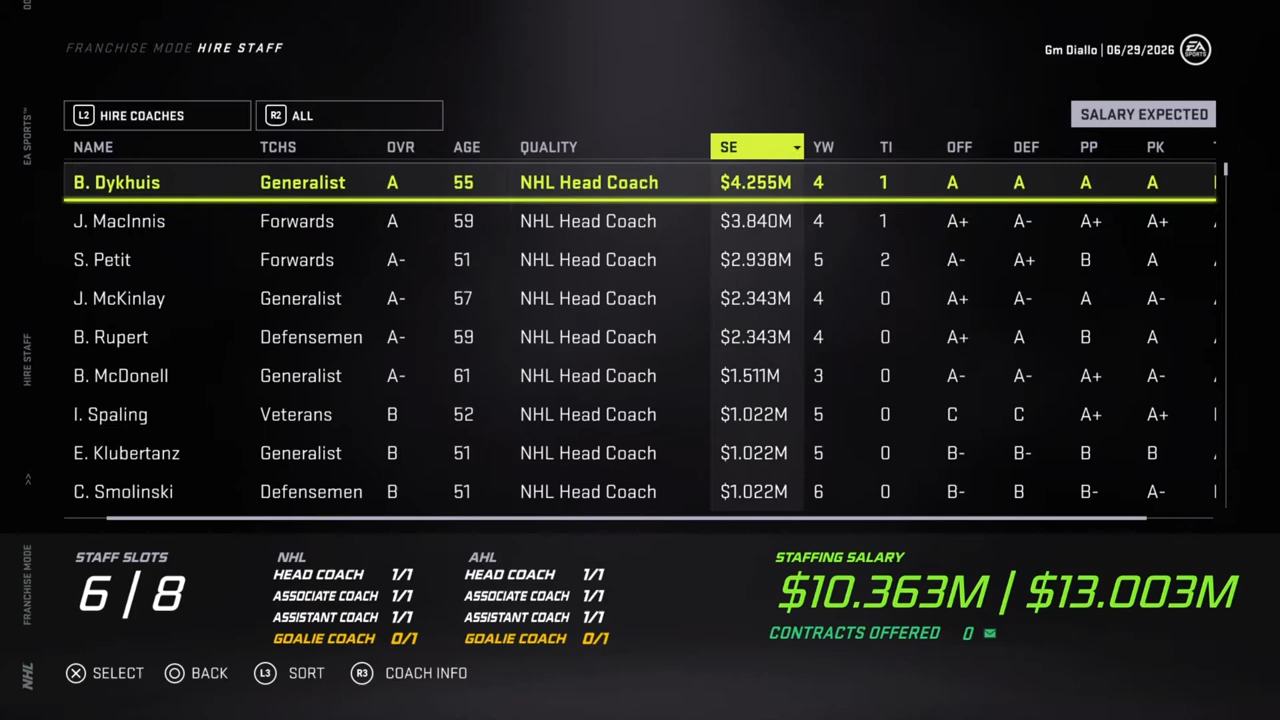 FRANCHISE MODE HIRE STAFF
Gm Diallo | 06/29/2026 EA SPORTS
L2 HIRE COACHES R2 ALL
SALARY EXPECTED
NAME TCHS OVR AGE QUALITY SE YW TI OFF DEF PP PK
B. Dykhuis Generalist A 55 NHL Head Coach $4.255M 4 1 A A A A
J. MacInnis Forwards A 59 NHL Head Coach $3.840M 4 1 A+ A- A+ A+
S. Petit Forwards A- 51 NHL Head Coach $2.938M 5 2 A- A+ B A
J. McKinlay Generalist A- 57 NHL Head Coach $2.343M 4 0 A+ A- A A-
B. Rupert Defensemen A- 59 NHL Head Coach $2.343M 4 0 A+ A B A
B. McDonell Generalist A- 61 NHL Head Coach $1.511M 3 0 A- A- A+ A-
I. Spaling Veterans B 52 NHL Head Coach $1.022M 5 0 C C A+ A+
E. Klubertanz Generalist B 51 NHL Head Coach $1.022M 5 0 B- B- B B
C. Smolinski Defensemen B 51 NHL Head Coach $1.022M 6 0 B- B B- A-
STAFF SLOTS
6 / 8
NHL
HEAD COACH 1/1
ASSOCIATE COACH 1/1
ASSISTANT COACH 1/1
GOALIE COACH 0/1
AHL
HEAD COACH 1/1
ASSOCIATE COACH 1/1
ASSISTANT COACH 1/1
GOALIE COACH 0/1
STAFFING SALARY
$10.363M / $13.003M
CONTRACTS OFFERED 0
SELECT BACK L3 SORT R3 COACH INFO
EA SPORTS™
HIRE STAFF
>>
FRANCHISE MODE
NHL